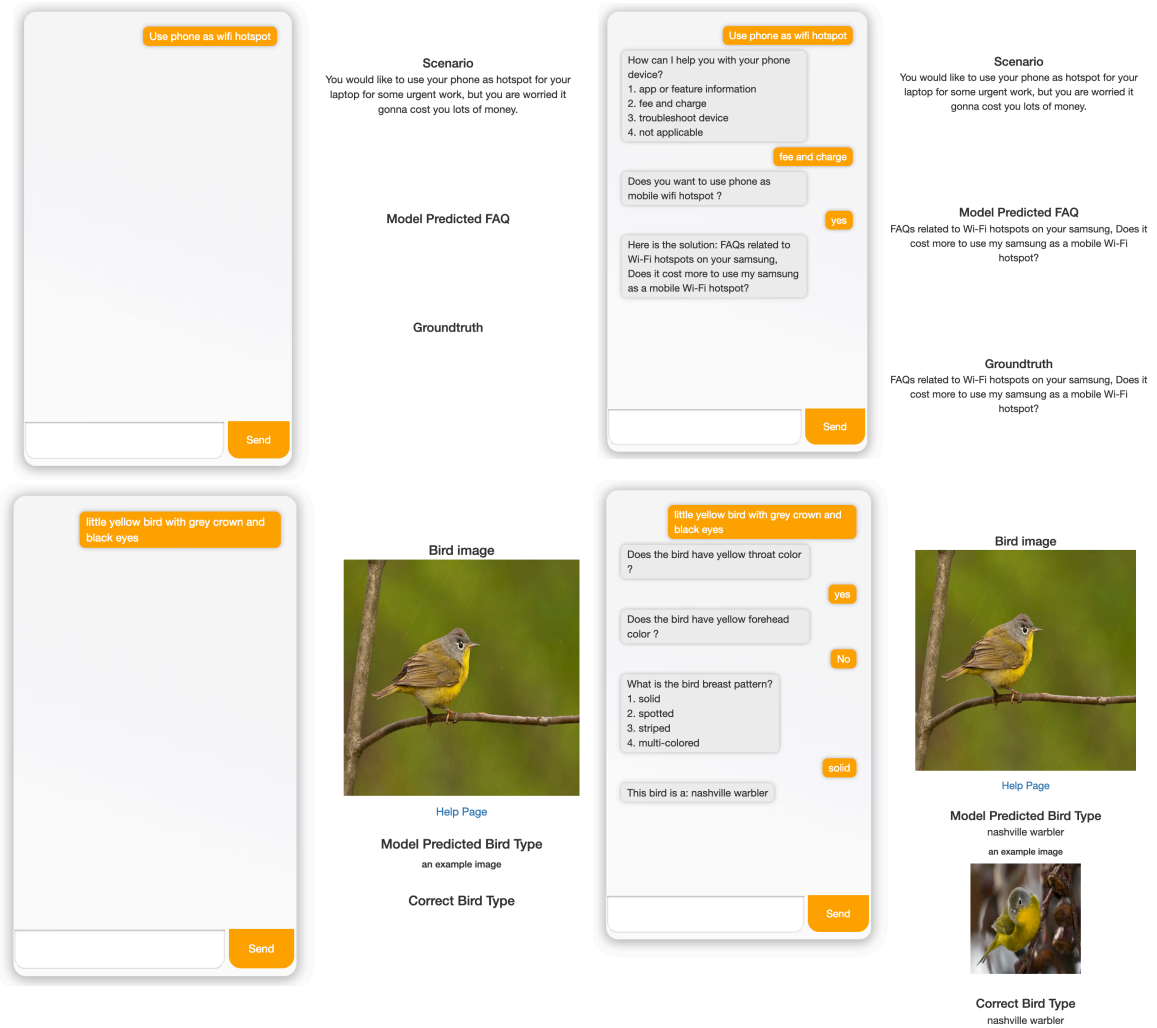 Use phone as wifi hotspot
Scenario
You would like to use your phone as hotspot for your
laptop for some urgent work, but you are worried it
gonna cost you lots of money.
Model Predicted FAQ
Groundtruth
Send
Use phone as wifi hotspot
How can I help you with your phone
device?
1. app or feature information
2. fee and charge
3. troubleshoot device
4. not applicable
fee and charge
Does you want to use phone as
mobile wifi hotspot ?
yes
Here is the solution: FAQs related to
Wi-Fi hotspots on your samsung,
Does it cost more to use my samsung
as a mobile Wi-Fi hotspot?
Send
Scenario
You would like to use your phone as hotspot for your
laptop for some urgent work, but you are worried it
gonna cost you lots of money.
Model Predicted FAQ
FAQs related to Wi-Fi hotspots on your samsung, Does it
cost more to use my samsung as a mobile Wi-Fi
hotspot?
Groundtruth
FAQs related to Wi-Fi hotspots on your samsung, Does it
cost more to use my samsung as a mobile Wi-Fi
hotspot?
little yellow bird with grey crown and
black eyes
Send
Bird image
Help Page
Model Predicted Bird Type
an example image
Correct Bird Type
little yellow bird with grey crown and
black eyes
Does the bird have yellow throat color
?
yes
Does the bird have yellow forehead
color ?
No
What is the bird breast pattern?
1. solid
2. spotted
3. striped
4. multi-colored
solid
This bird is a: nashville warbler
Send
Bird image
Help Page
Model Predicted Bird Type
nashville warbler
an example image
Correct Bird Type
nashville warbler